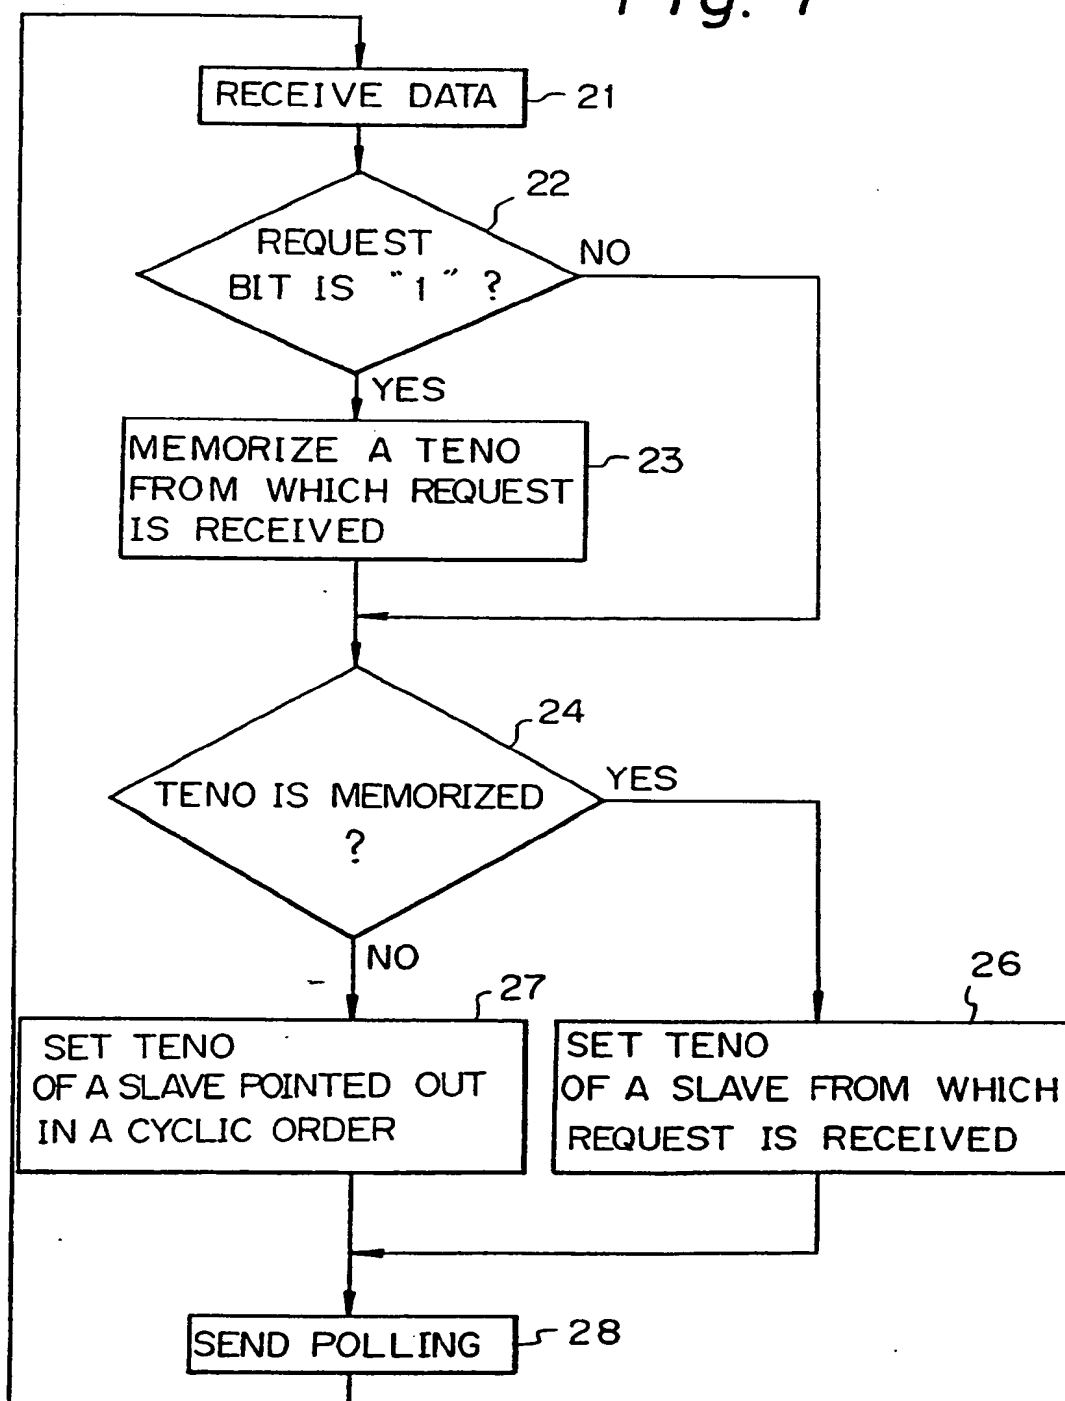 Fig.
RECEIVE DATA
21
22
REQUEST
BIT IS "1" ?
NO
YES
MEMORIZE A TENO
FROM WHICH REQUEST
IS RECEIVED
23
24
TENO IS MEMORIZED
?
YES
NO
27
26
SET TENO
OF A SLAVE POINTED OUT
IN A CYCLIC ORDER
SET TENO
OF A SLAVE FROM WHICH
REQUEST IS RECEIVED
SEND POLLING
28